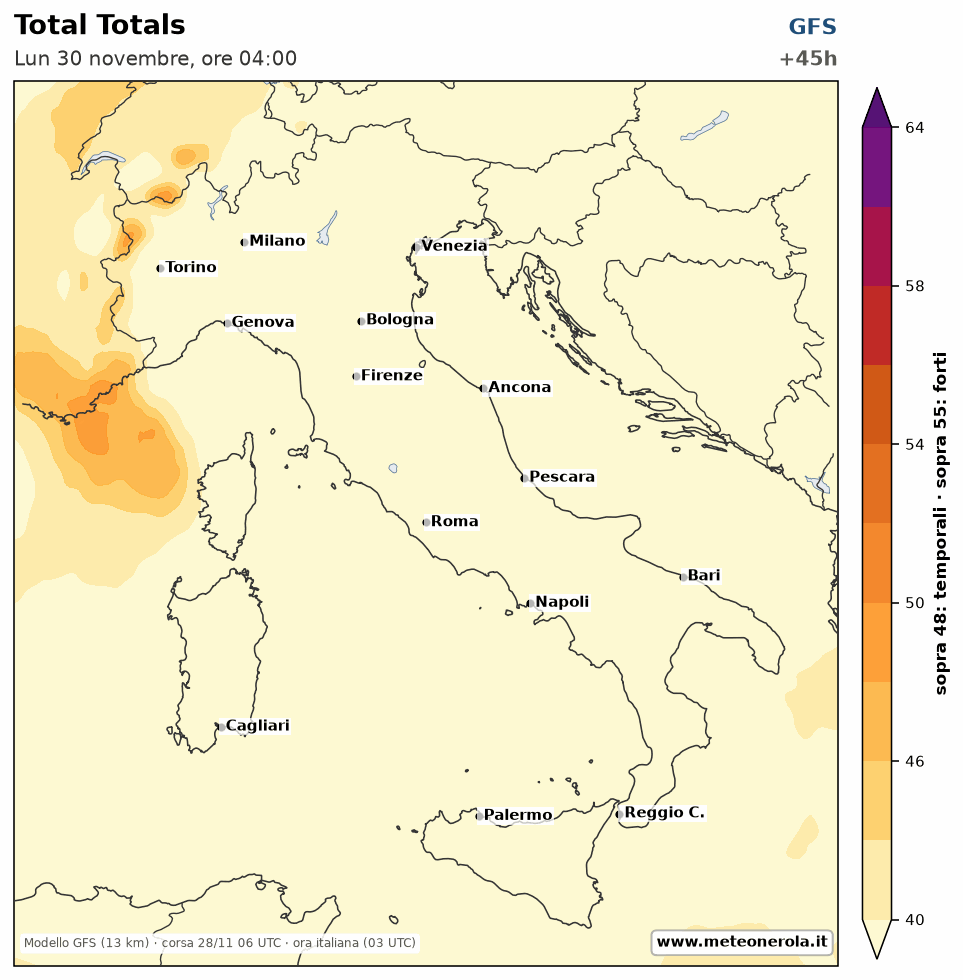 Total Totals
GFS
Lun 30 novembre, ore 04:00
+45h
Milano
Venezia
Torino
Genova
Bologna
Firenze
Ancona
Pescara
Roma
Bari
Napoli
Cagliari
Palermo
Reggio C.
64
58
54
50
46
40
sopra 48: temporali · sopra 55: forti
Modello GFS (13 km) · corsa 28/11 06 UTC · ora italiana (03 UTC)
www.meteonerola.it